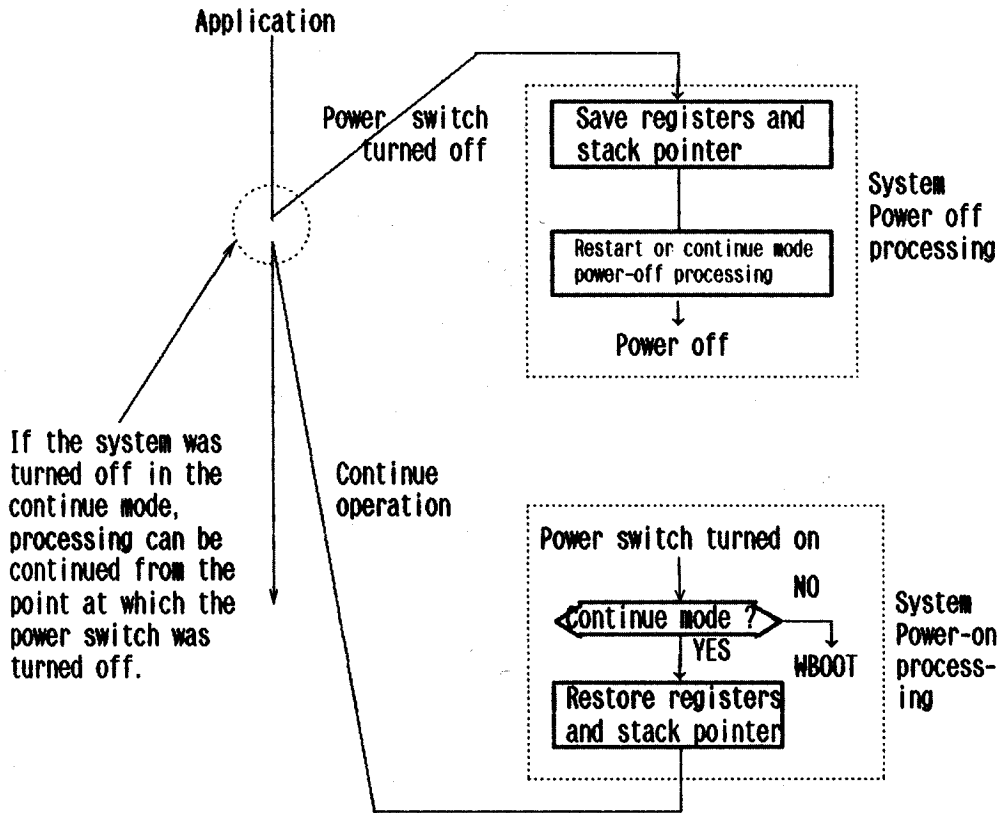 Application
Power switch
turned off
Save registers and
stack pointer
Restart or continue mode
power-off processing
Power off
System
Power off
processing
If the system was
turned off in the
continue mode,
processing can be
continued from the
point at which the
power switch was
turned off.
Continue
operation
Power switch turned on
Continue mode ?
NO
YES
WBOOT
Restore registers
and stack pointer
System
Power-on
process-
ing